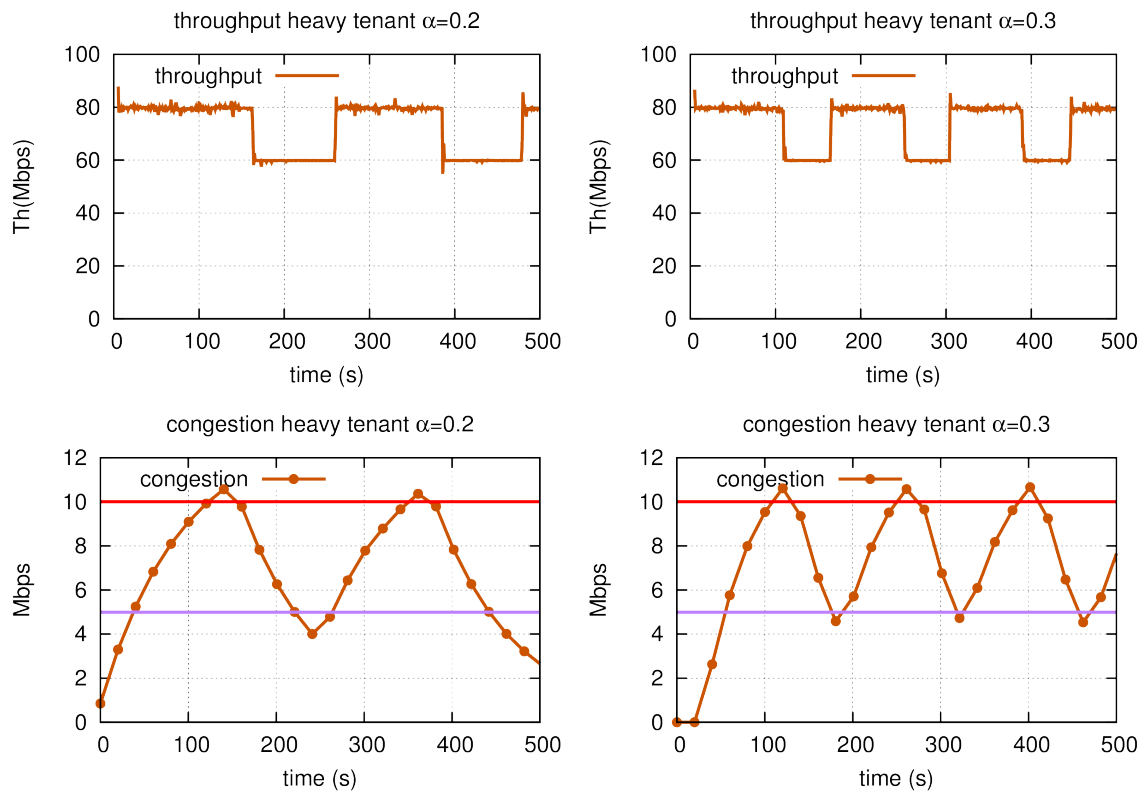 throughput heavy tenant α=0.2
100
80
60
40
20
0
Th(Mbps)
throughput
0 100 200 300 400 500
time (s)
throughput heavy tenant α=0.3
100
80
60
40
20
0
Th(Mbps)
throughput
0 100 200 300 400 500
time (s)
congestion heavy tenant α=0.2
12
10
8
6
4
2
0
Mbps
congestion
0 100 200 300 400 500
time (s)
congestion heavy tenant α=0.3
12
10
8
6
4
2
0
Mbps
congestion
0 100 200 300 400 500
time (s)